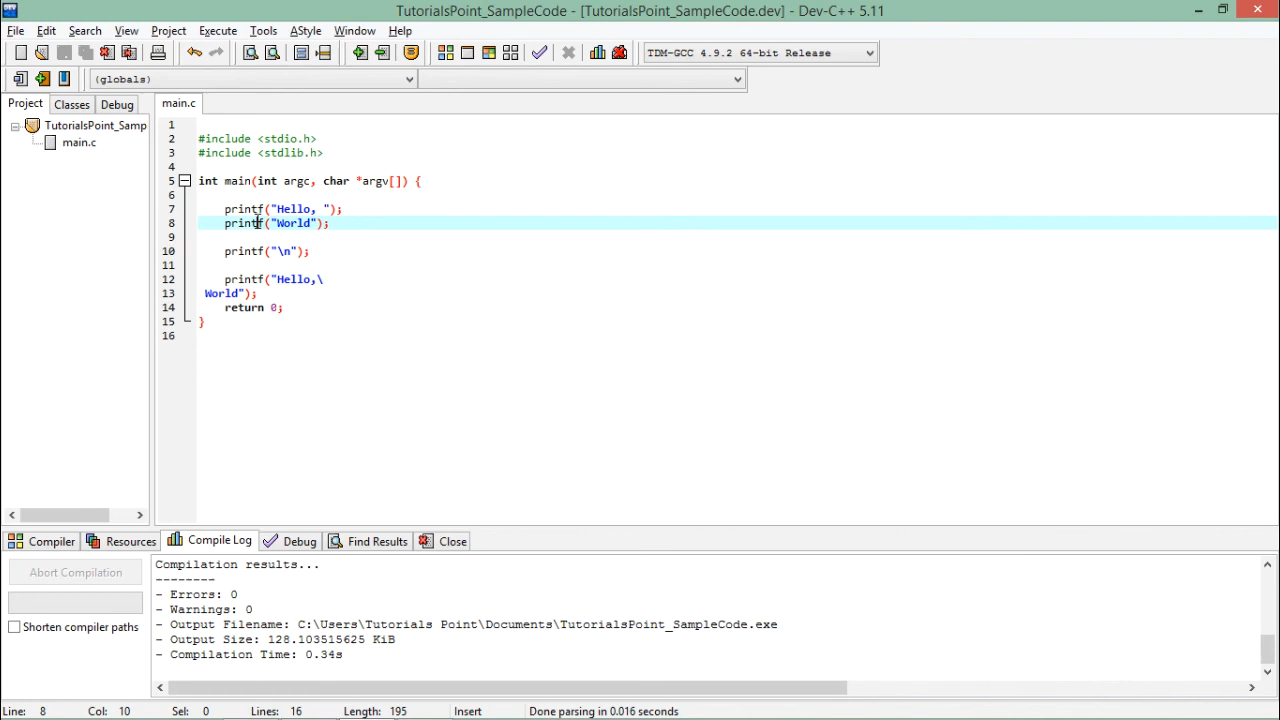 TutorialsPoint_SampleCode - [TutorialsPoint_SampleCode.dev] - Dev-C++ 5.11
File Edit Search View Project Execute Tools AStyle Window Help
TDM-GCC 4.9.2 64-bit Release
(globals)
Project Classes Debug
main.c
TutorialsPoint_Samp
main.c
1
2 #include <stdio.h>
3 #include <stdlib.h>
4
5 int main(int argc, char *argv[]) {
6
7 printf("Hello, ");
8 printf("World");
9
10 printf("\n");
11
12 printf("Hello,\
13 World");
14 return 0;
15 }
16
Compiler Resources Compile Log Debug Find Results Close
Abort Compilation
Shorten compiler paths
Compilation results...
--------
- Errors: 0
- Warnings: 0
- Output Filename: C:\Users\Tutorials Point\Documents\TutorialsPoint_SampleCode.exe
- Output Size: 128.103515625 KiB
- Compilation Time: 0.34s
Line: 8 Col: 10 Sel: 0 Lines: 16 Length: 195 Insert Done parsing in 0.016 seconds